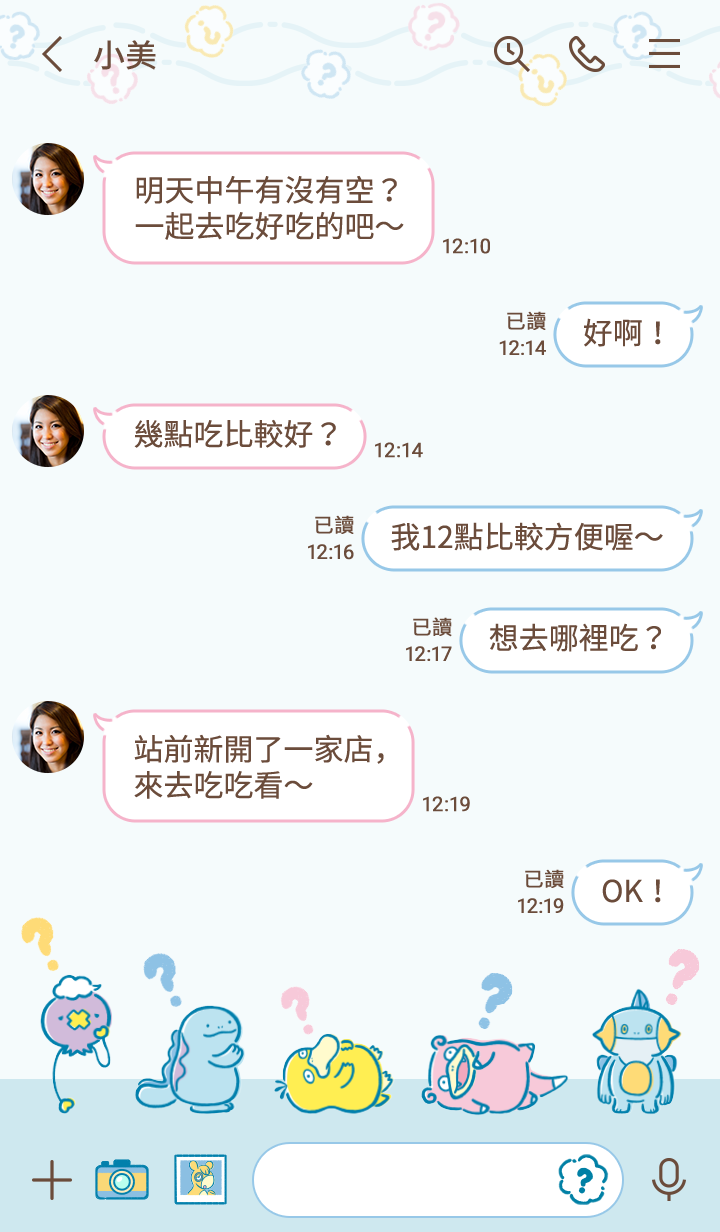 小美
明天中午有沒有空？
一起去吃好吃的吧～
12:10
已讀
12:14
好啊！
幾點吃比較好？
12:14
已讀
12:16
我12點比較方便喔～
已讀
12:17
想去哪裡吃？
站前新開了一家店，
來去吃吃看～
12:19
已讀
12:19
OK！